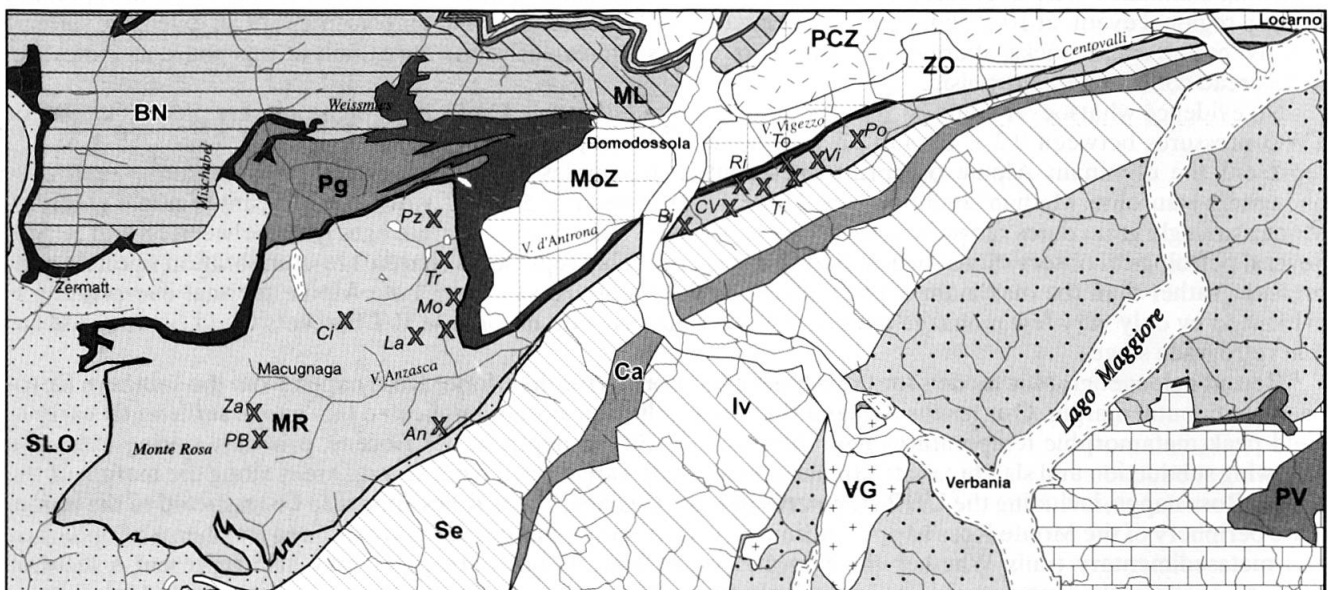 Locarno
PCZ
Centovalli
ZO
ML
Weissmies
BN
V. Vigezzo
Po
To
Domodossola
Vi
Mischabel
Ri
Pg
MoZ
CV
Ti
Pz
Bi
V. d'Antrona
Tr
Zermatt
Mo
Ci
La
Lago Maggiore
Macugnaga
V. Anzasca
Ca
Iv
Za
MR
An
SLO
PB
Monte Rosa
Verbania
VG
PV
Se